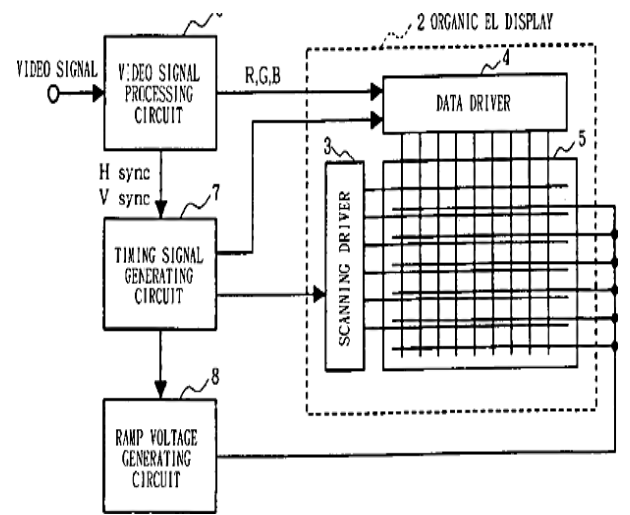 2 ORGANIC EL DISPLAY
VIDEO SIGNAL
VIDEO SIGNAL
PROCESSING
CIRCUIT
R,G,B
4
DATA DRIVER
3
5
H sync
V sync
7
TIMING SIGNAL
GENERATING
CIRCUIT
SCANNING DRIVER
8
RAMP VOLTAGE
GENERATING
CIRCUIT